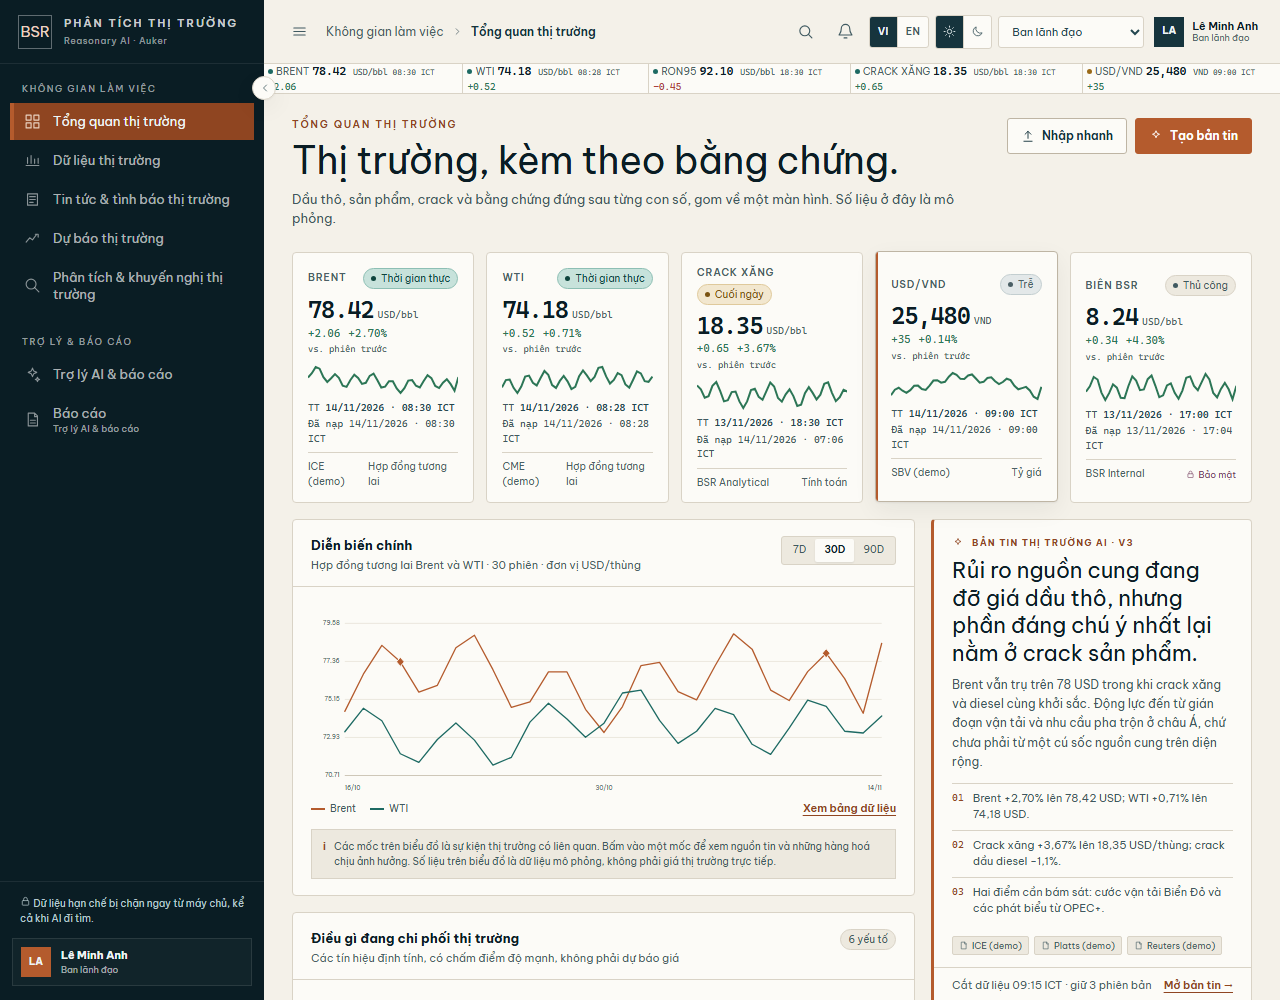 BSR
PHÂN TÍCH THỊ TRƯỜNG
Reasonary AI · Auker
KHÔNG GIAN LÀM VIỆC
Tổng quan thị trường
Dữ liệu thị trường
Tin tức & tình báo thị trường
Dự báo thị trường
Phân tích & khuyến nghị thị
trường
TRỢ LÝ & BÁO CÁO
Trợ lý AI & báo cáo
Báo cáo
Trợ lý AI & báo cáo
Dữ liệu hạn chế bị chặn ngay từ máy chủ, kể
cả khi AI đi tìm.
LA
Lê Minh Anh
Ban lãnh đạo
Không gian làm việc › Tổng quan thị trường
VI EN
Ban lãnh đạo
LA
Lê Minh Anh
Ban lãnh đạo
BRENT 78.42 USD/bbl 08:30 ICT
2.06
WTI 74.18 USD/bbl 08:28 ICT
+0.52
RON95 92.10 USD/bbl 18:30 ICT
−0.45
CRACK XĂNG 18.35 USD/bbl 18:30 ICT
+0.65
USD/VND 25,480 VND 09:00 ICT
+35
TỔNG QUAN THỊ TRƯỜNG
Thị trường, kèm theo bằng chứng.
Dầu thô, sản phẩm, crack và bằng chứng đứng sau từng con số, gom về một màn hình. Số liệu ở đây là mô
phỏng.
Nhập nhanh
Tạo bản tin
BRENT
Thời gian thực
78.42 USD/bbl
+2.06 +2.70%
vs. phiên trước
TT 14/11/2026 · 08:30 ICT
Đã nạp 14/11/2026 · 08:30
ICT
ICE
(demo)
Hợp đồng tương
lai
WTI
Thời gian thực
74.18 USD/bbl
+0.52 +0.71%
vs. phiên trước
TT 14/11/2026 · 08:28 ICT
Đã nạp 14/11/2026 · 08:28
ICT
CME
(demo)
Hợp đồng tương
lai
CRACK XĂNG
Cuối ngày
18.35 USD/bbl
+0.65 +3.67%
vs. phiên trước
TT 13/11/2026 · 18:30 ICT
Đã nạp 14/11/2026 · 07:06
ICT
BSR Analytical
Tính toán
USD/VND
Trễ
25,480 VND
+35 +0.14%
vs. phiên trước
TT 14/11/2026 · 09:00 ICT
Đã nạp 14/11/2026 · 09:00
ICT
SBV (demo)
Tỷ giá
BIÊN BSR
Thủ công
8.24 USD/bbl
+0.34 +4.30%
vs. phiên trước
TT 13/11/2026 · 17:00 ICT
Đã nạp 13/11/2026 · 17:04
ICT
BSR Internal
Bảo mật
Diễn biến chính
Hợp đồng tương lai Brent và WTI · 30 phiên · đơn vị USD/thùng
7D 30D 90D
79.58
77.36
75.15
72.93
70.71
16/10
30/10
14/11
Brent
WTI
Xem bảng dữ liệu
i Các mốc trên biểu đồ là sự kiện thị trường có liên quan. Bấm vào một mốc để xem nguồn tin và những hàng hoá
chịu ảnh hưởng. Số liệu trên biểu đồ là dữ liệu mô phỏng, không phải giá thị trường trực tiếp.
Điều gì đang chi phối thị trường
Các tín hiệu định tính, có chấm điểm độ mạnh, không phải dự báo giá
6 yếu tố
BẢN TIN THỊ TRƯỜNG AI · V3
Rủi ro nguồn cung đang
đỡ giá dầu thô, nhưng
phần đáng chú ý nhất lại
nằm ở crack sản phẩm.
Brent vẫn trụ trên 78 USD trong khi crack xăng
và diesel cùng khởi sắc. Động lực đến từ gián
đoạn vận tải và nhu cầu pha trộn ở châu Á, chứ
chưa phải từ một cú sốc nguồn cung trên diện
rộng.
01 Brent +2,70% lên 78,42 USD; WTI +0,71% lên
74,18 USD.
02 Crack xăng +3,67% lên 18,35 USD/thùng; crack
dầu diesel −1,1%.
03 Hai điểm cần bám sát: cước vận tải Biển Đỏ và
các phát biểu từ OPEC+.
ICE (demo)
Platts (demo)
Reuters (demo)
Cắt dữ liệu 09:15 ICT · giữ 3 phiên bản
Mở bản tin →